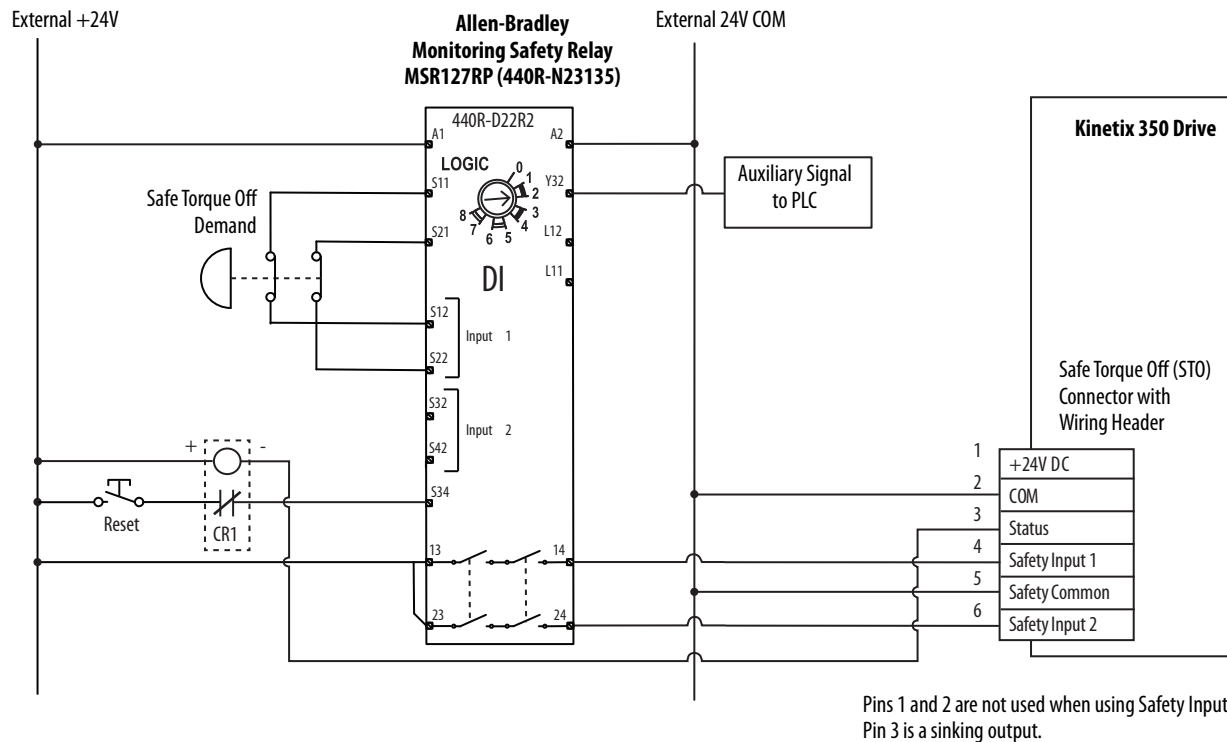 External +24V
Allen-Bradley
Monitoring Safety Relay
MSR127RP (440R-N23135)
External 24V COM
Kinetix 350 Drive
440R-D22R2
A1
A2
LOGIC
0
1
2
3
4
5
6
7
8
S11
Y32
Auxiliary Signal
to PLC
Safe Torque Off
Demand
S21
L12
L11
DI
S12
Input 1
S22
S32
Input 2
S42
Safe Torque Off (STO)
Connector with
Wiring Header
+ -
S34
Reset
CR1
1 +24V DC
2 COM
3 Status
13
14
4 Safety Input 1
5 Safety Common
23
24
6 Safety Input 2
Pins 1 and 2 are not used when using Safety Input
Pin 3 is a sinking output.